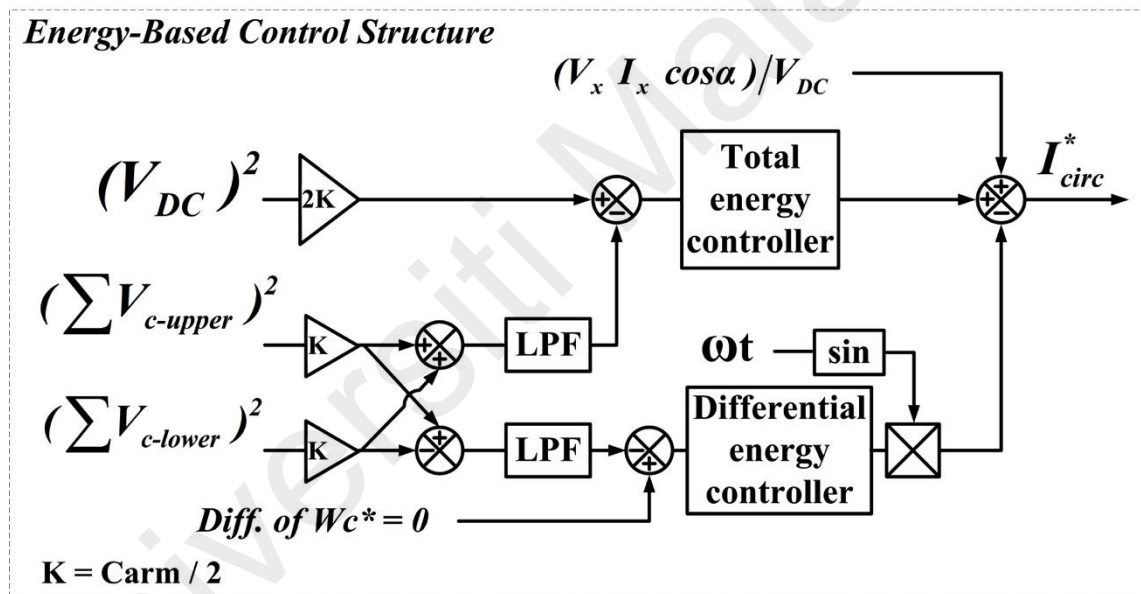 Energy-Based Control Structure
(V_x I_x cosα)/V_DC
(V_DC)^2
2K
+
−
Total
energy
controller
+
+
−
I*_circ
(∑V_c-upper)^2
K
+
+
LPF
ωt
sin
(∑V_c-lower)^2
K
+
−
LPF
−
+
Differential
energy
controller
Diff. of Wc* = 0
K = Carm / 2